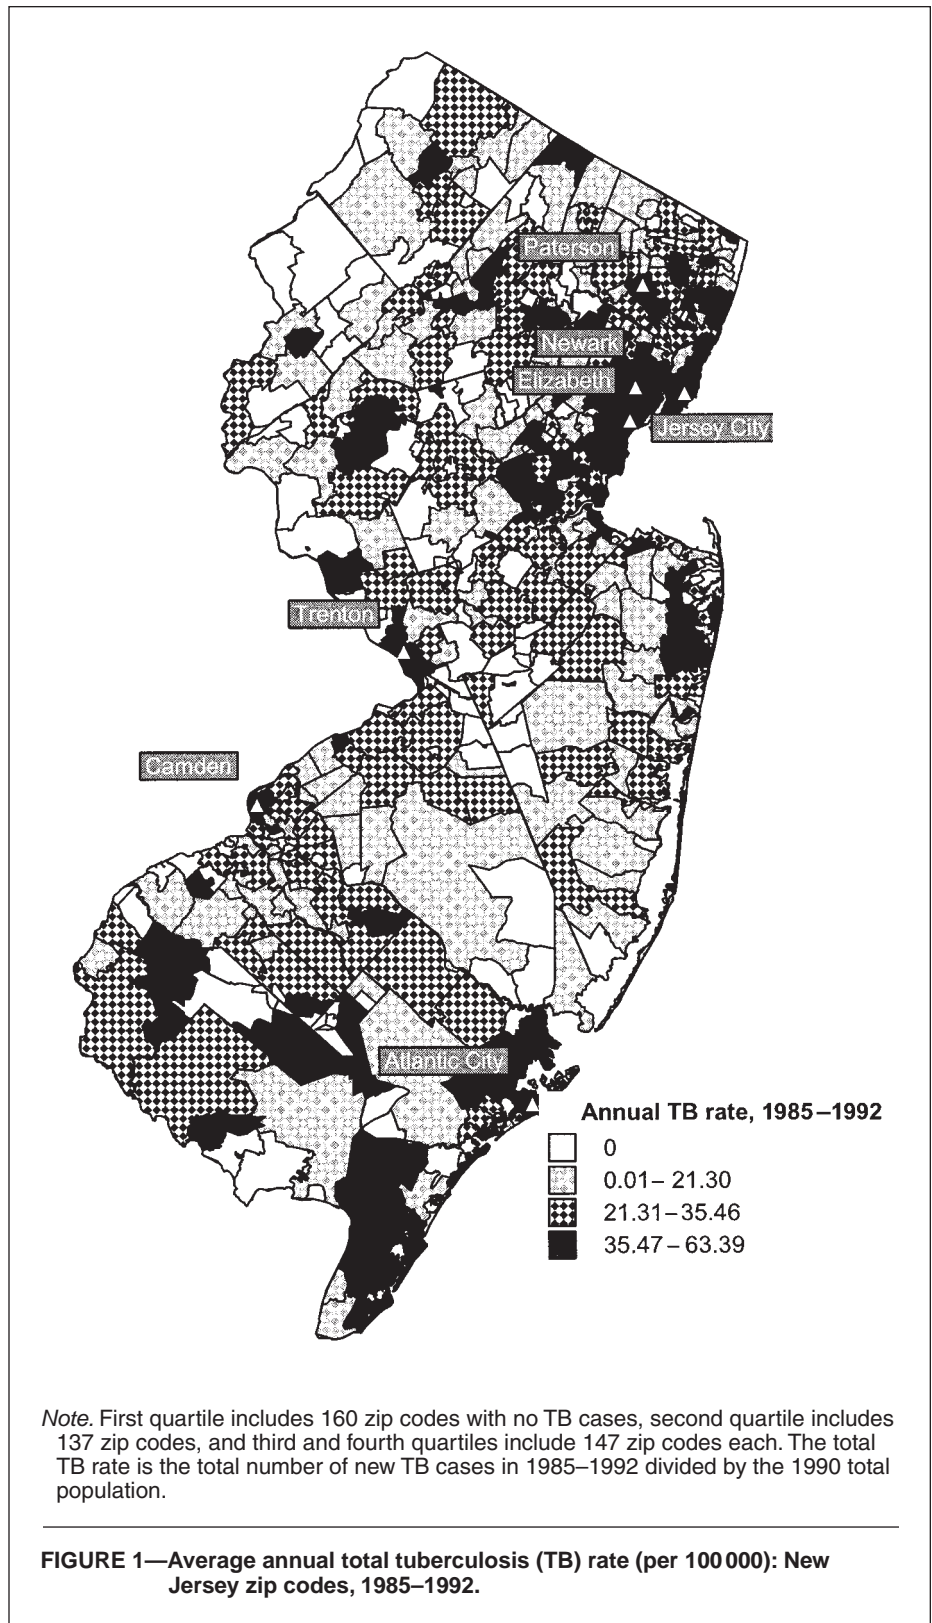 Paterson
Newark
Elizabeth
Jersey City
Trenton
Camden
Atlantic City
Annual TB rate, 1985–1992
0
0.01– 21.30
21.31–35.46
35.47–63.39
Note. First quartile includes 160 zip codes with no TB cases, second quartile includes
137 zip codes, and third and fourth quartiles include 147 zip codes each. The total
TB rate is the total number of new TB cases in 1985–1992 divided by the 1990 total
population.
FIGURE 1—Average annual total tuberculosis (TB) rate (per 100 000): New
Jersey zip codes, 1985–1992.